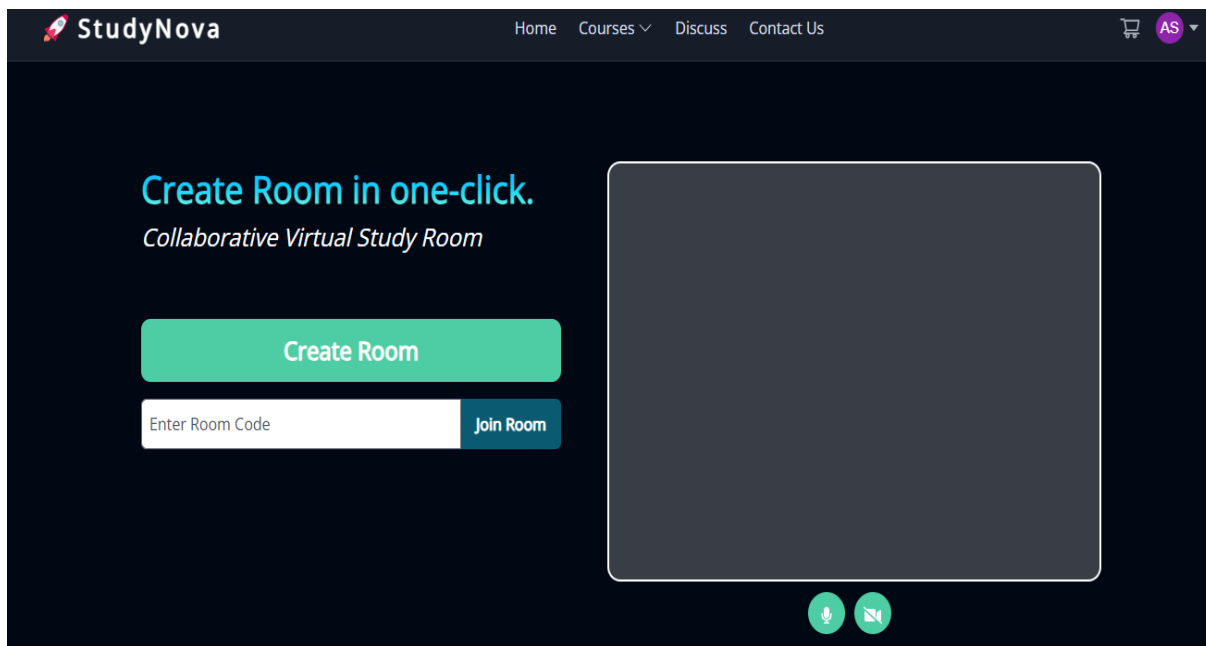 StudyNova
Home Courses Discuss Contact Us
AS
Create Room in one-click.
Collaborative Virtual Study Room
Create Room
Enter Room Code
Join Room